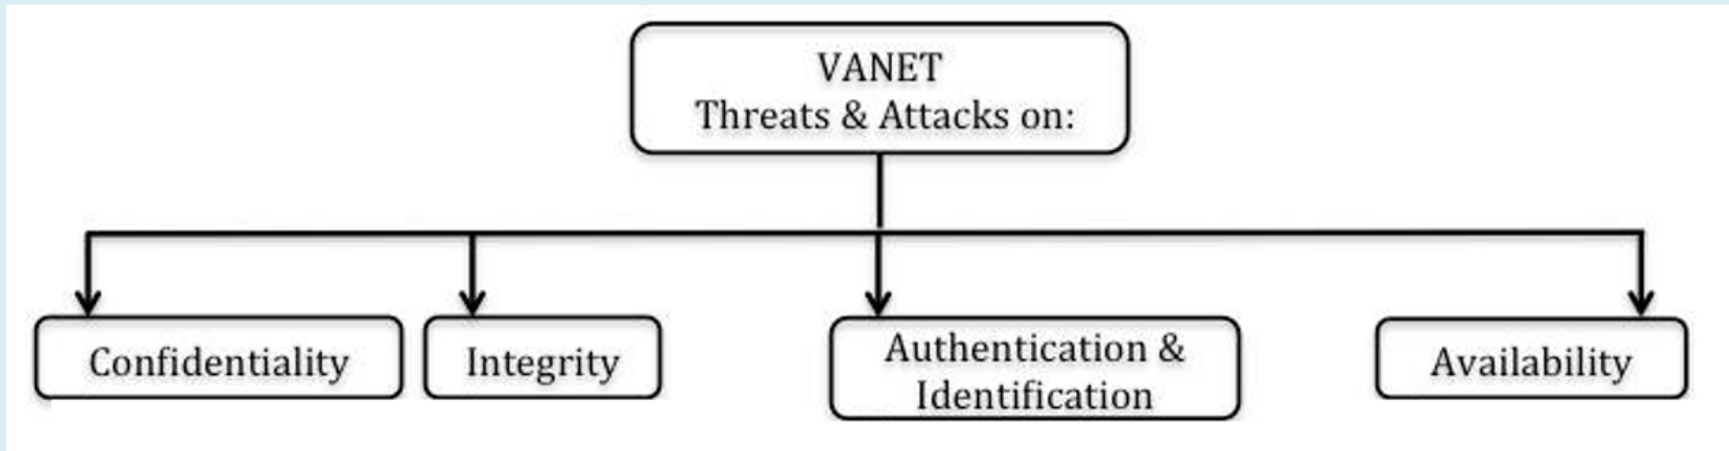 VANET
Threats & Attacks on:
Confidentiality
Integrity
Authentication &
Identification
Availability